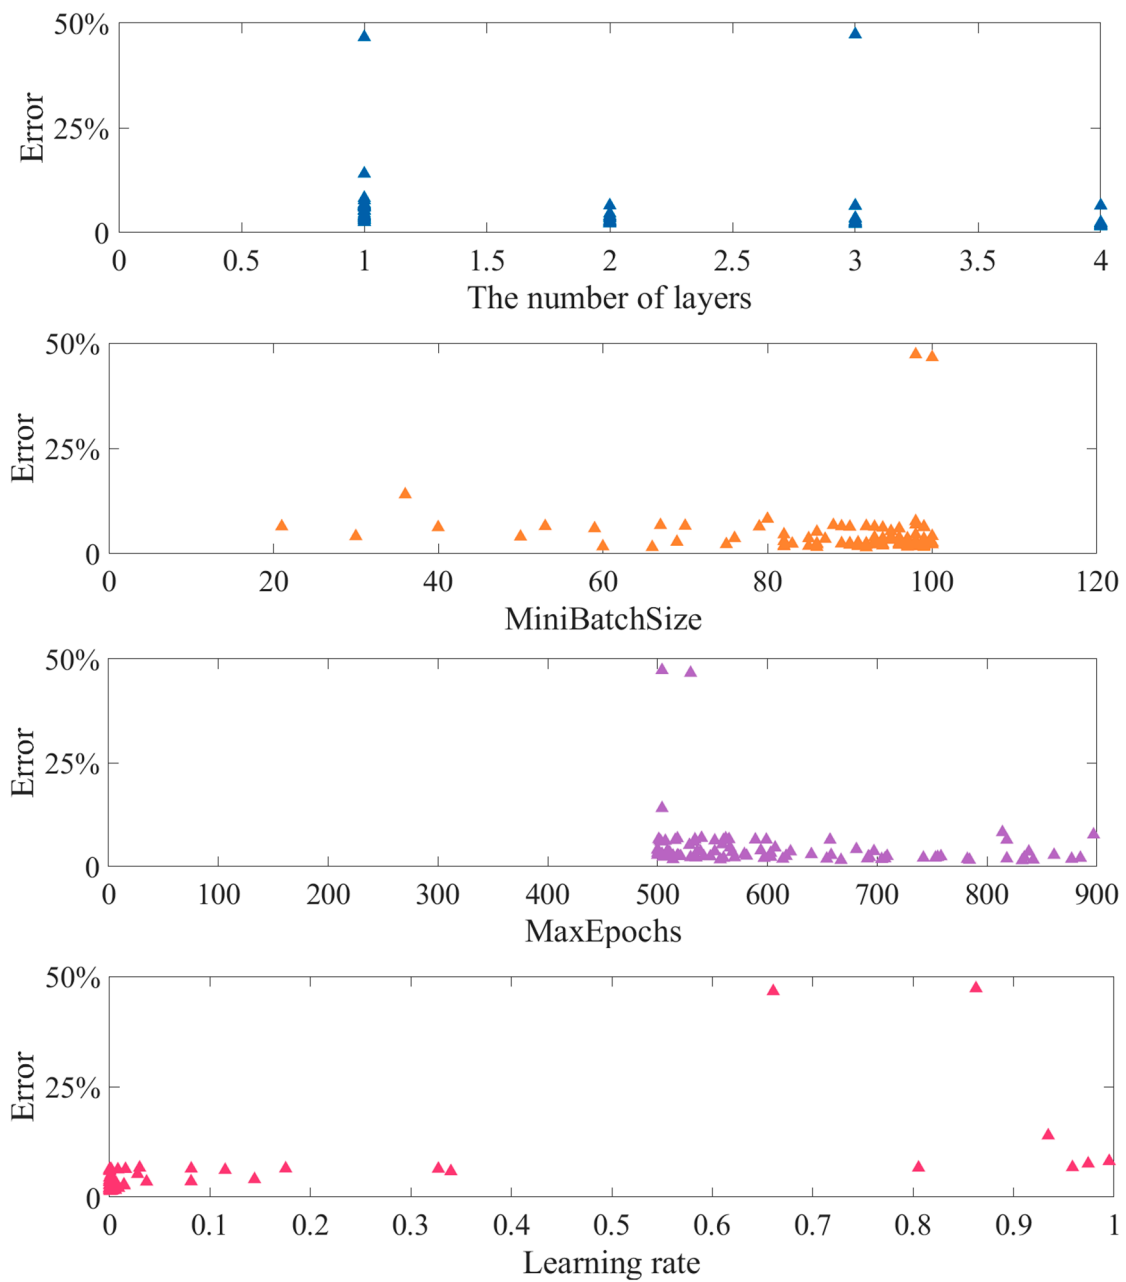 50%
25%
0
Error
0 0.5 1 1.5 2 2.5 3 3.5 4
The number of layers
50%
25%
0
Error
0 20 40 60 80 100 120
MiniBatchSize
50%
25%
0
Error
0 100 200 300 400 500 600 700 800 900
MaxEpochs
50%
25%
0
Error
0 0.1 0.2 0.3 0.4 0.5 0.6 0.7 0.8 0.9 1
Learning rate